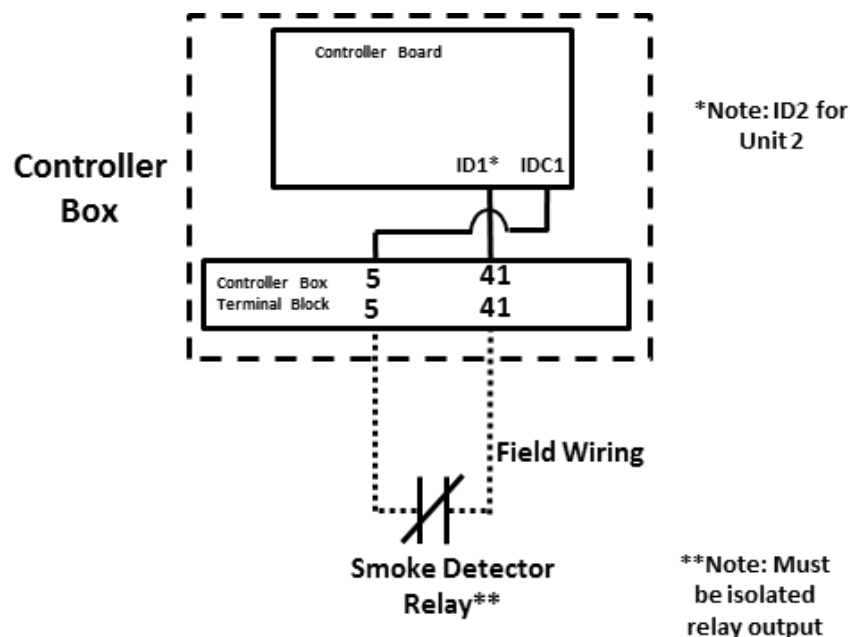 Controller Board
*Note: ID2 for
Unit 2
ID1* IDC1
Controller
Box
Controller Box 5 41
Terminal Block 5 41
Field Wiring
Smoke Detector
Relay**
**Note: Must
be isolated
relay output